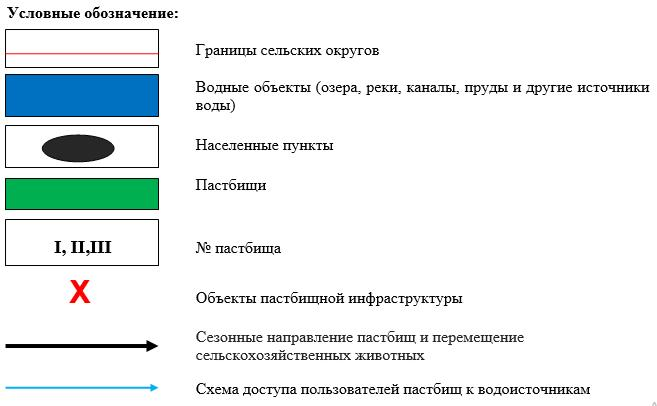 Условные обозначение:
Границы сельских округов
Водные объекты (озера, реки, каналы, пруды и другие источники
воды)
Населенные пункты
Пастбищи
I, II,III
№ пастбища
X
Объекты пастбищной инфраструктуры
Сезонные направление пастбищ и перемещение
сельскохозяйственных животных
Схема доступа пользователей пастбищ к водоисточникам